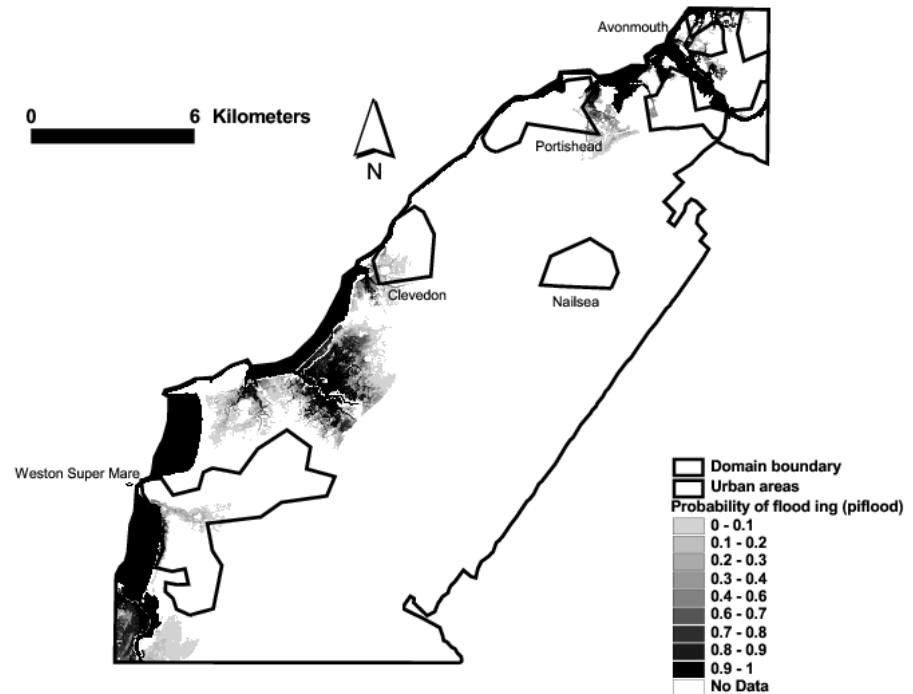 Avonmouth
0 6 Kilometers
N
Portishead
Clevedon
Nailsea
Weston Super Mare
Domain boundary
Urban areas
Probability of flood ing (piflood)
0 - 0.1
0.1 - 0.2
0.2 - 0.3
0.3 - 0.4
0.4 - 0.6
0.6 - 0.7
0.7 - 0.8
0.8 - 0.9
0.9 - 1
No Data